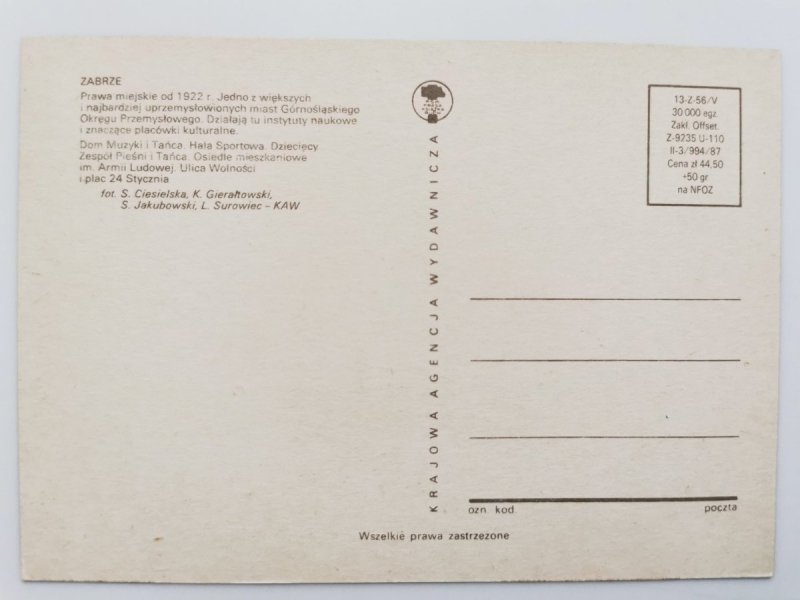 ZABRZE
Prawa miejskie od 1922 r. Jedno z większych
i najbardziej uprzemysłowionych miast Górnośląskiego
Okręgu Przemysłowego. Działają tu instytuty naukowe
i znaczące placówki kulturalne.
Dom Muzyki i Tańca. Hala Sportowa. Dziecięcy
Zespół Pieśni i Tańca. Osiedle mieszkaniowe
im. Armii Ludowej. Ulica Wolności
i plac 24 Stycznia
fot. S. Ciesielska, K. Gierałtowski,
S. Jakubowski, L. Surowiec – KAW
KRAJOWA AGENCJA WYDAWNICZA
13-Z-56/V
30 000 egz.
Zakł. Offset.
Z-9235 U-110
II-3/994/87
Cena zł 44,50
+50 gr
na NFOZ
ozn. kod. poczta
Wszelkie prawa zastrzeżone